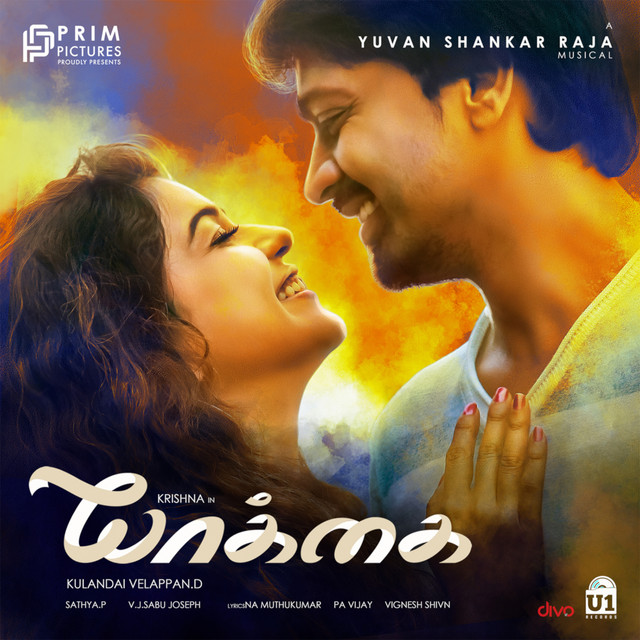 PRIM
PICTURES
PROUDLY PRESENTS
A
YUVAN SHANKAR RAJA
MUSICAL
KRISHNA IN
யாக்கை
KULANDAI VELAPPAN.D
SATHYA.P V.J.SABU JOSEPH LYRICS NA MUTHUKUMAR PA VIJAY VIGNESH SHIVN
divo
U1
RECORDS